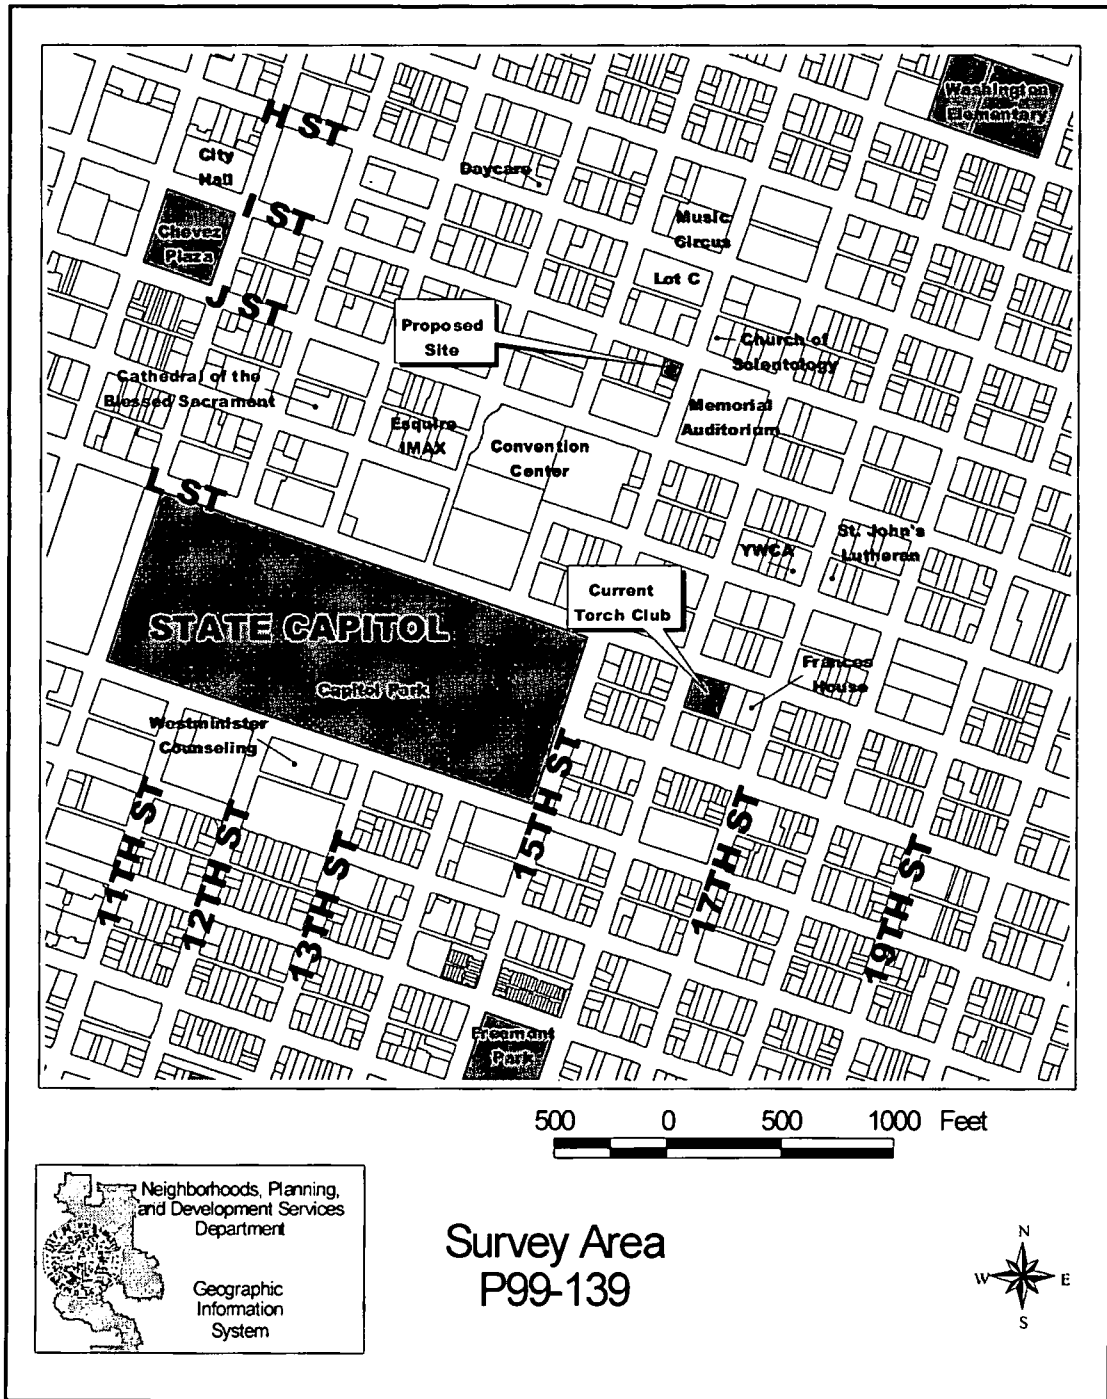 Washington
Elementary
H ST
City
Hall
Daycare
I ST
Music
Circus
Chevez
Plaza
Lot C
J ST
Proposed
Site
Church of
Scientology
Cathedral of the
Blessed Sacrament
Memorial
Auditorium
Esquire
IMAX
Convention
Center
L ST
St. John's
Lutheran
YWCA
Current
Torch Club
STATE CAPITOL
Frances
House
Capitol Park
Westminister
Counseling
15TH ST
11TH ST
12TH ST
13TH ST
17TH ST
19TH ST
Freemont
Park
500 0 500 1000 Feet
Neighborhoods, Planning,
and Development Services
Department
Geographic
Information
System
Survey Area
P99-139
N
W E
S